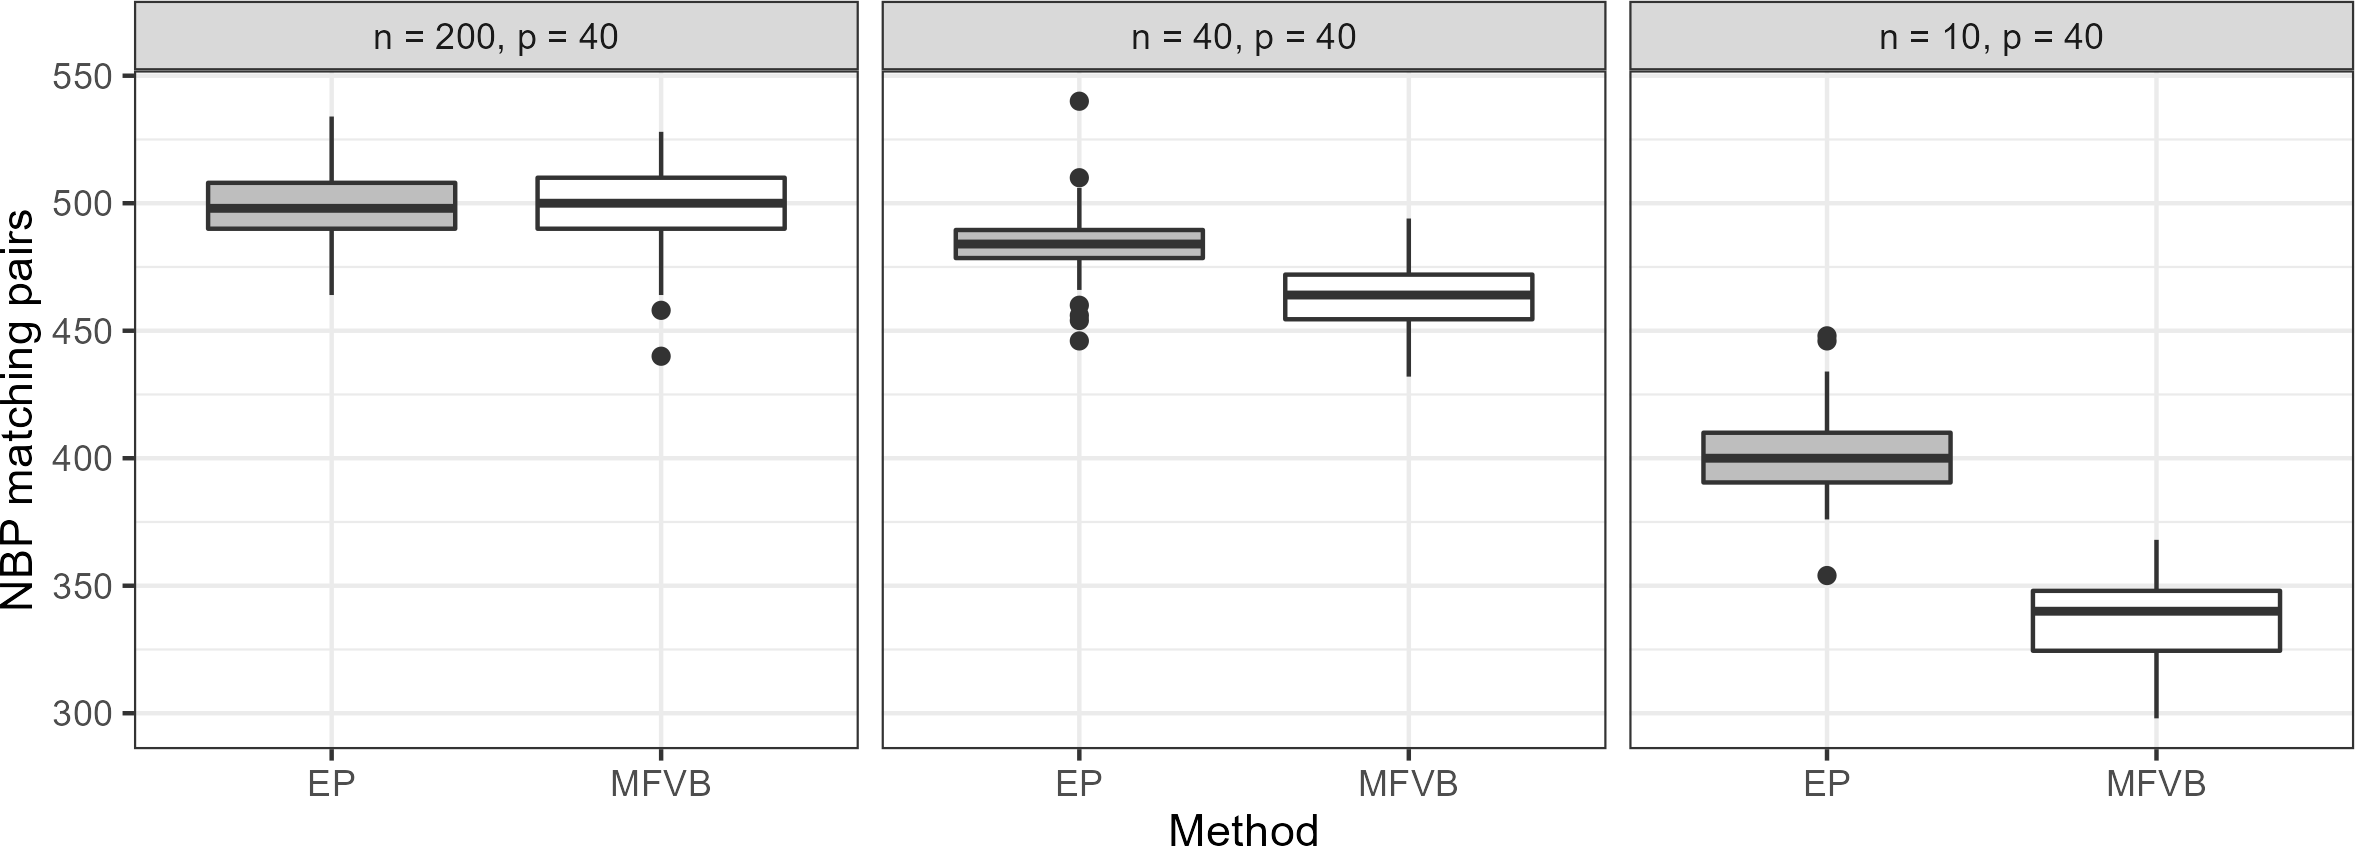 n = 200, p = 40
n = 40, p = 40
n = 10, p = 40
NBP matching pairs
550
500
450
400
350
300
EP
MFVB
EP
MFVB
EP
MFVB
Method